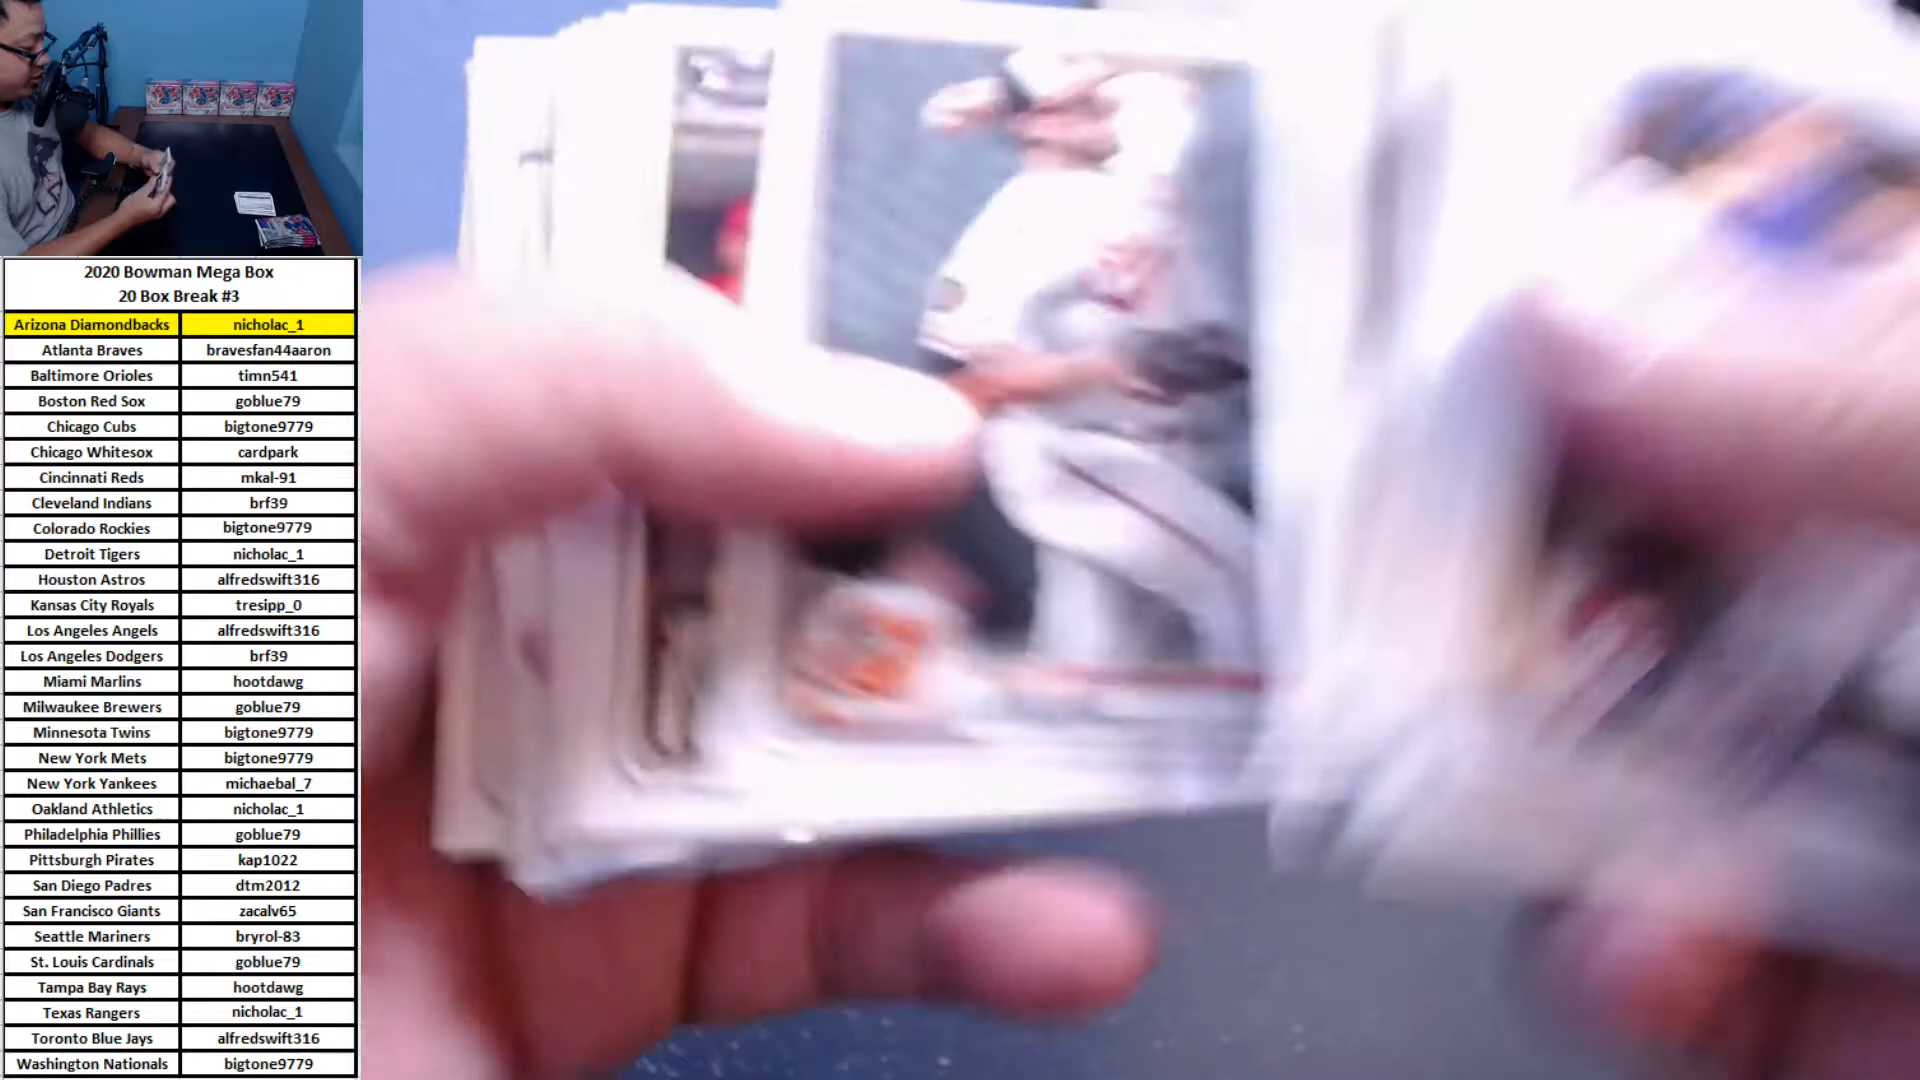 2020 Bowman Mega Box
20 Box Break #3
Arizona Diamondbacks nicholac_1
Atlanta Braves bravesfan44aaron
Baltimore Orioles timn541
Boston Red Sox goblue79
Chicago Cubs bigtone9779
Chicago Whitesox cardpark
Cincinnati Reds mkal-91
Cleveland Indians brf39
Colorado Rockies bigtone9779
Detroit Tigers nicholac_1
Houston Astros alfredswift316
Kansas City Royals tresipp_0
Los Angeles Angels alfredswift316
Los Angeles Dodgers brf39
Miami Marlins hootdawg
Milwaukee Brewers goblue79
Minnesota Twins bigtone9779
New York Mets bigtone9779
New York Yankees michaebal_7
Oakland Athletics nicholac_1
Philadelphia Phillies goblue79
Pittsburgh Pirates kap1022
San Diego Padres dtm2012
San Francisco Giants zacalv65
Seattle Mariners bryrol-83
St. Louis Cardinals goblue79
Tampa Bay Rays hootdawg
Texas Rangers nicholac_1
Toronto Blue Jays alfredswift316
Washington Nationals bigtone9779